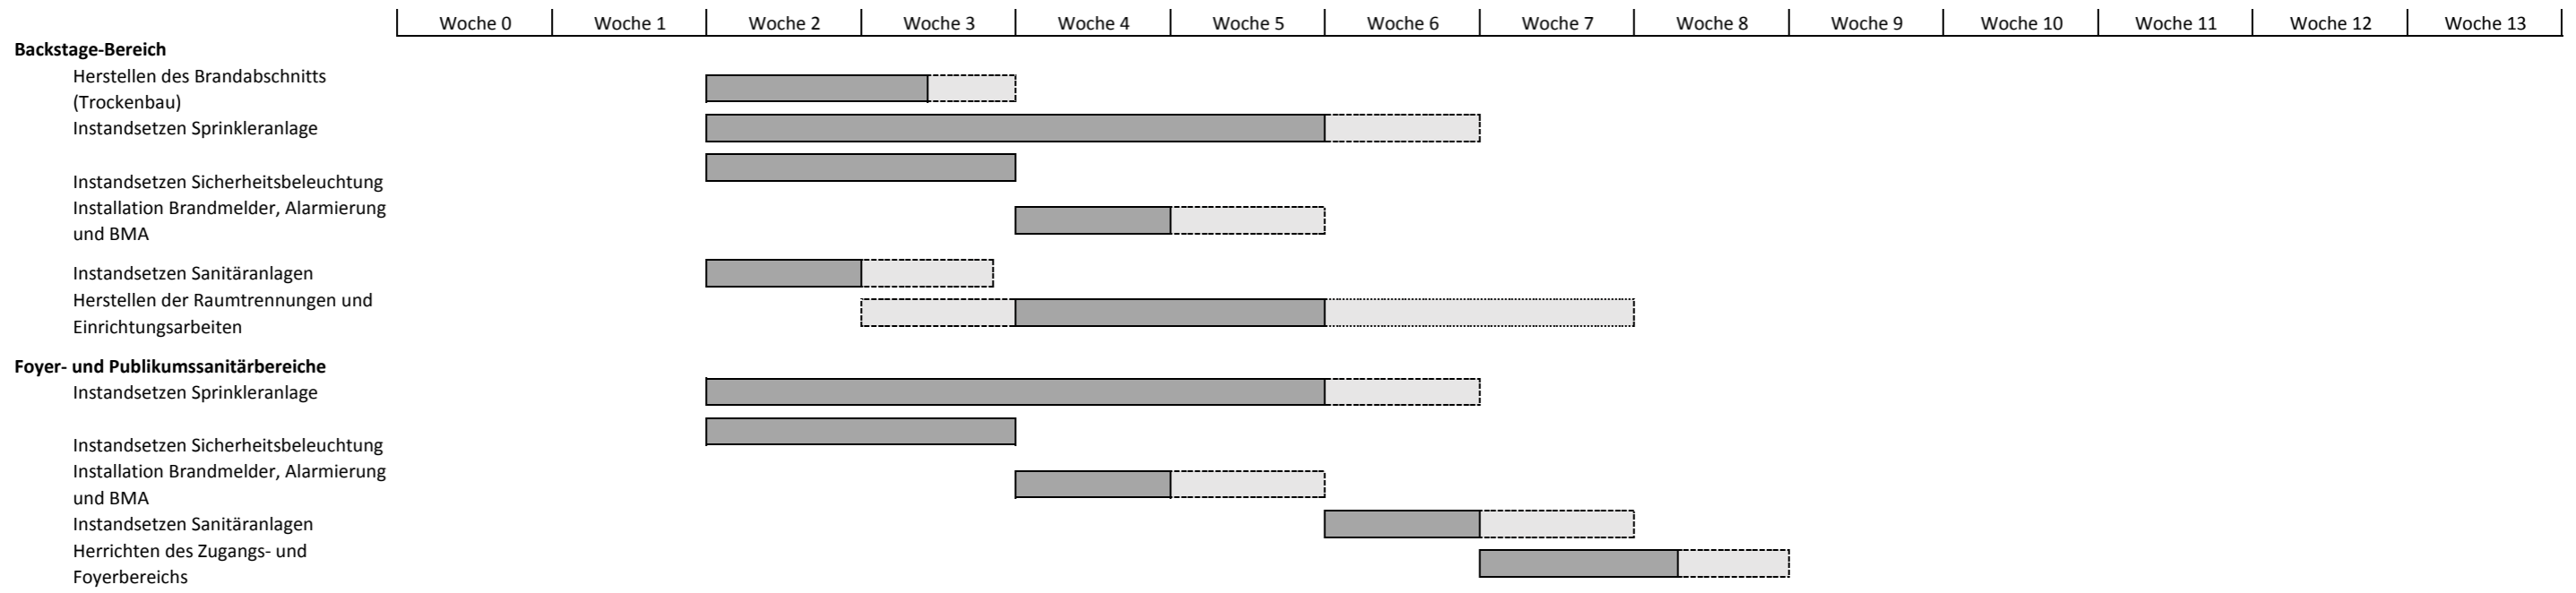 Woche 0 Woche 1 Woche 2 Woche 3 Woche 4 Woche 5 Woche 6 Woche 7 Woche 8 Woche 9 Woche 10 Woche 11 Woche 12 Woche 13
Backstage-Bereich
Herstellen des Brandabschnitts
(Trockenbau)
Instandsetzen Sprinkleranlage
Instandsetzen Sicherheitsbeleuchtung
Installation Brandmelder, Alarmierung
und BMA
Instandsetzen Sanitäranlagen
Herstellen der Raumtrennungen und
Einrichtungsarbeiten
Foyer- und Publikumssanitärbereiche
Instandsetzen Sprinkleranlage
Instandsetzen Sicherheitsbeleuchtung
Installation Brandmelder, Alarmierung
und BMA
Instandsetzen Sanitäranlagen
Herrichten des Zugangs- und
Foyerbereichs